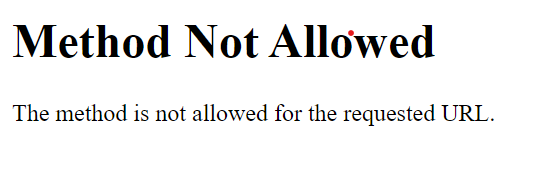 Method Not Allowed
The method is not allowed for the requested URL.